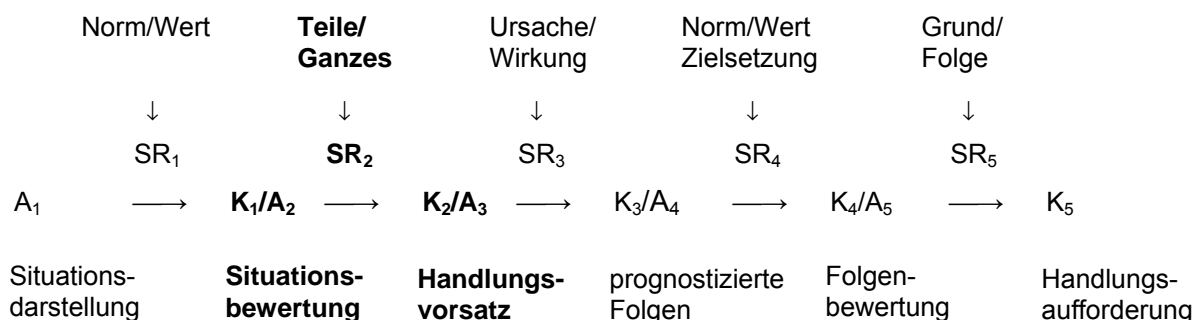 Norm/Wert Teile/ Ursache/ Norm/Wert Grund/
Ganzes Wirkung Zielsetzung Folge
↓ ↓ ↓ ↓ ↓
SR₁ SR₂ SR₃ SR₄ SR₅
A₁ ⟶ K₁/A₂ ⟶ K₂/A₃ ⟶ K₃/A₄ ⟶ K₄/A₅ ⟶ K₅
Situations- Situations- Handlungs- prognostizierte Folgen- Handlungs-
darstellung bewertung vorsatz Folgen bewertung aufforderung